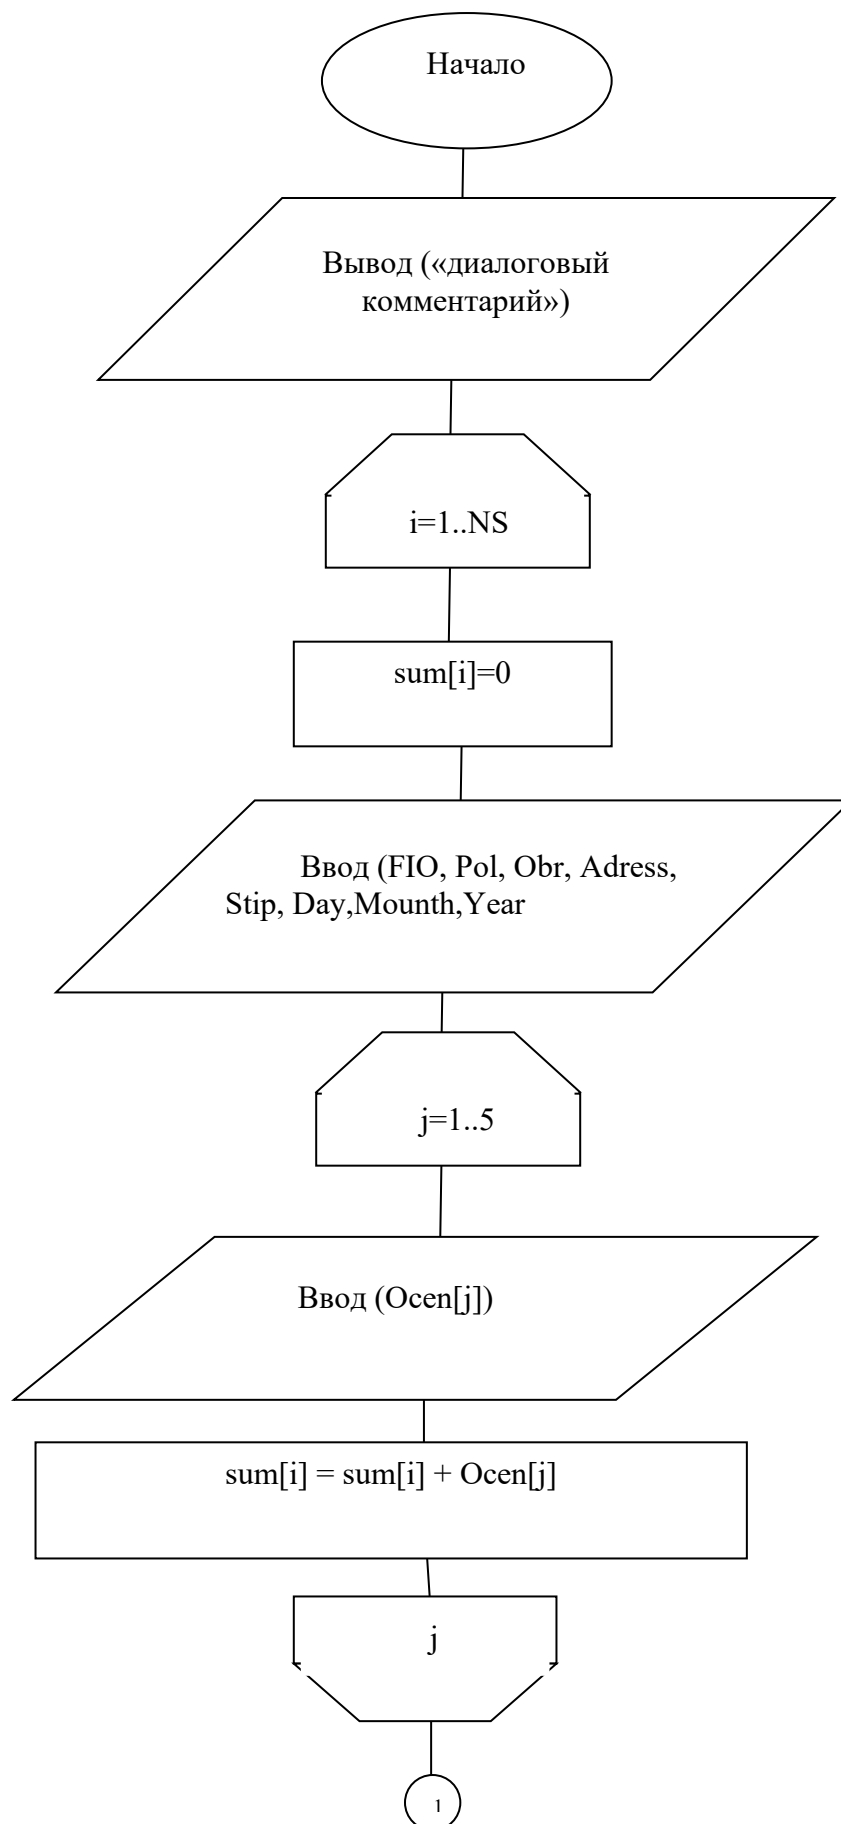 Начало
Вывод («диалоговый
комментарий»)
i=1..NS
sum[i]=0
Ввод (FIO, Pol, Obr, Adress,
Stip, Day,Mounth,Year
j=1..5
Ввод (Ocen[j])
sum[i] = sum[i] + Ocen[j]
j
1